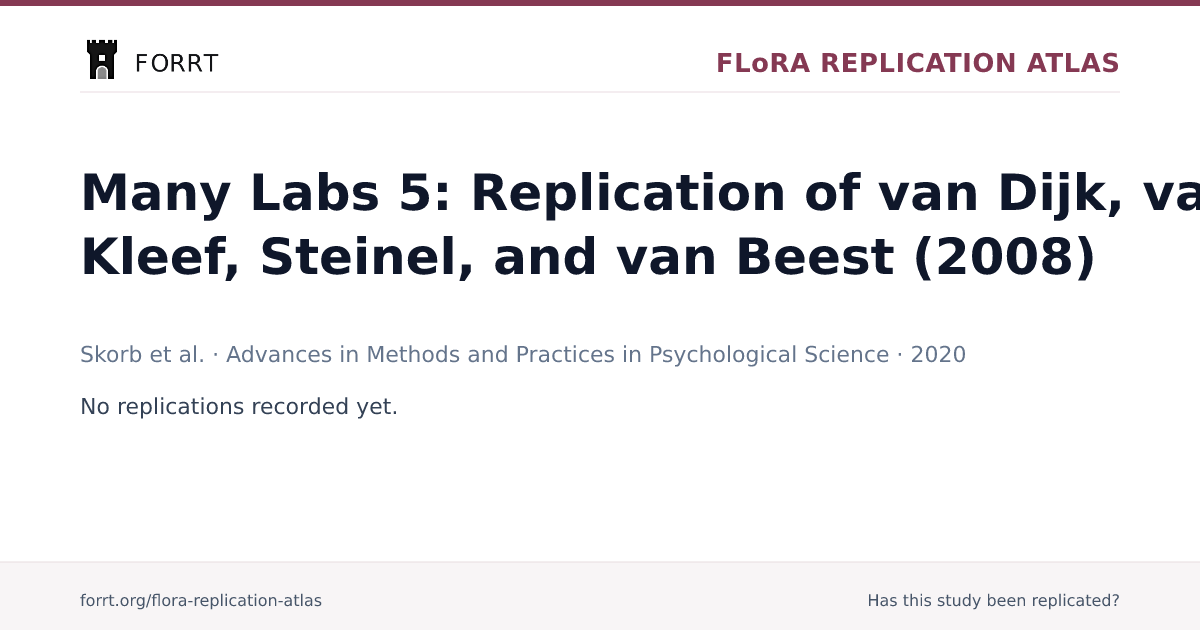 FORRT
FLoRA REPLICATION ATLAS
Many Labs 5: Replication of van Dijk, va
Kleef, Steinel, and van Beest (2008)
Skorb et al. · Advances in Methods and Practices in Psychological Science · 2020
No replications recorded yet.
forrt.org/flora-replication-atlas
Has this study been replicated?